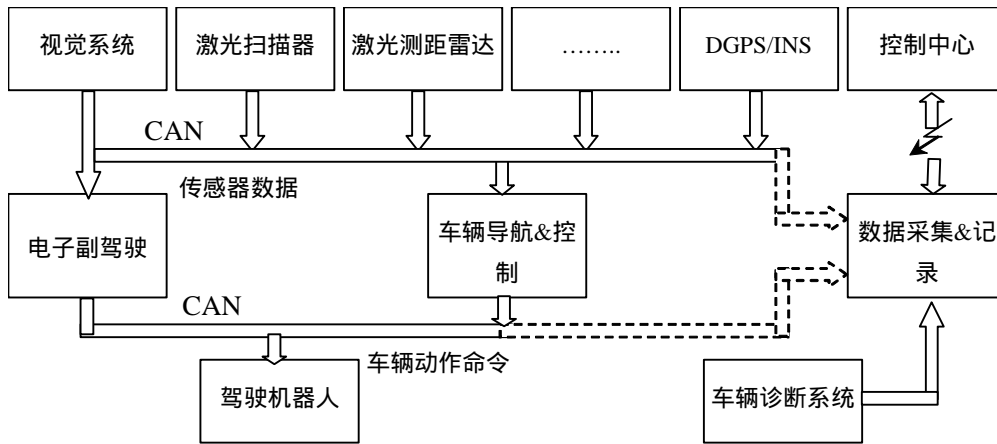 视觉系统
激光扫描器
激光测距雷达
……..
DGPS/INS
控制中心
CAN
传感器数据
电子副驾驶
车辆导航&控
制
数据采集&记
录
CAN
车辆动作命令
驾驶机器人
车辆诊断系统